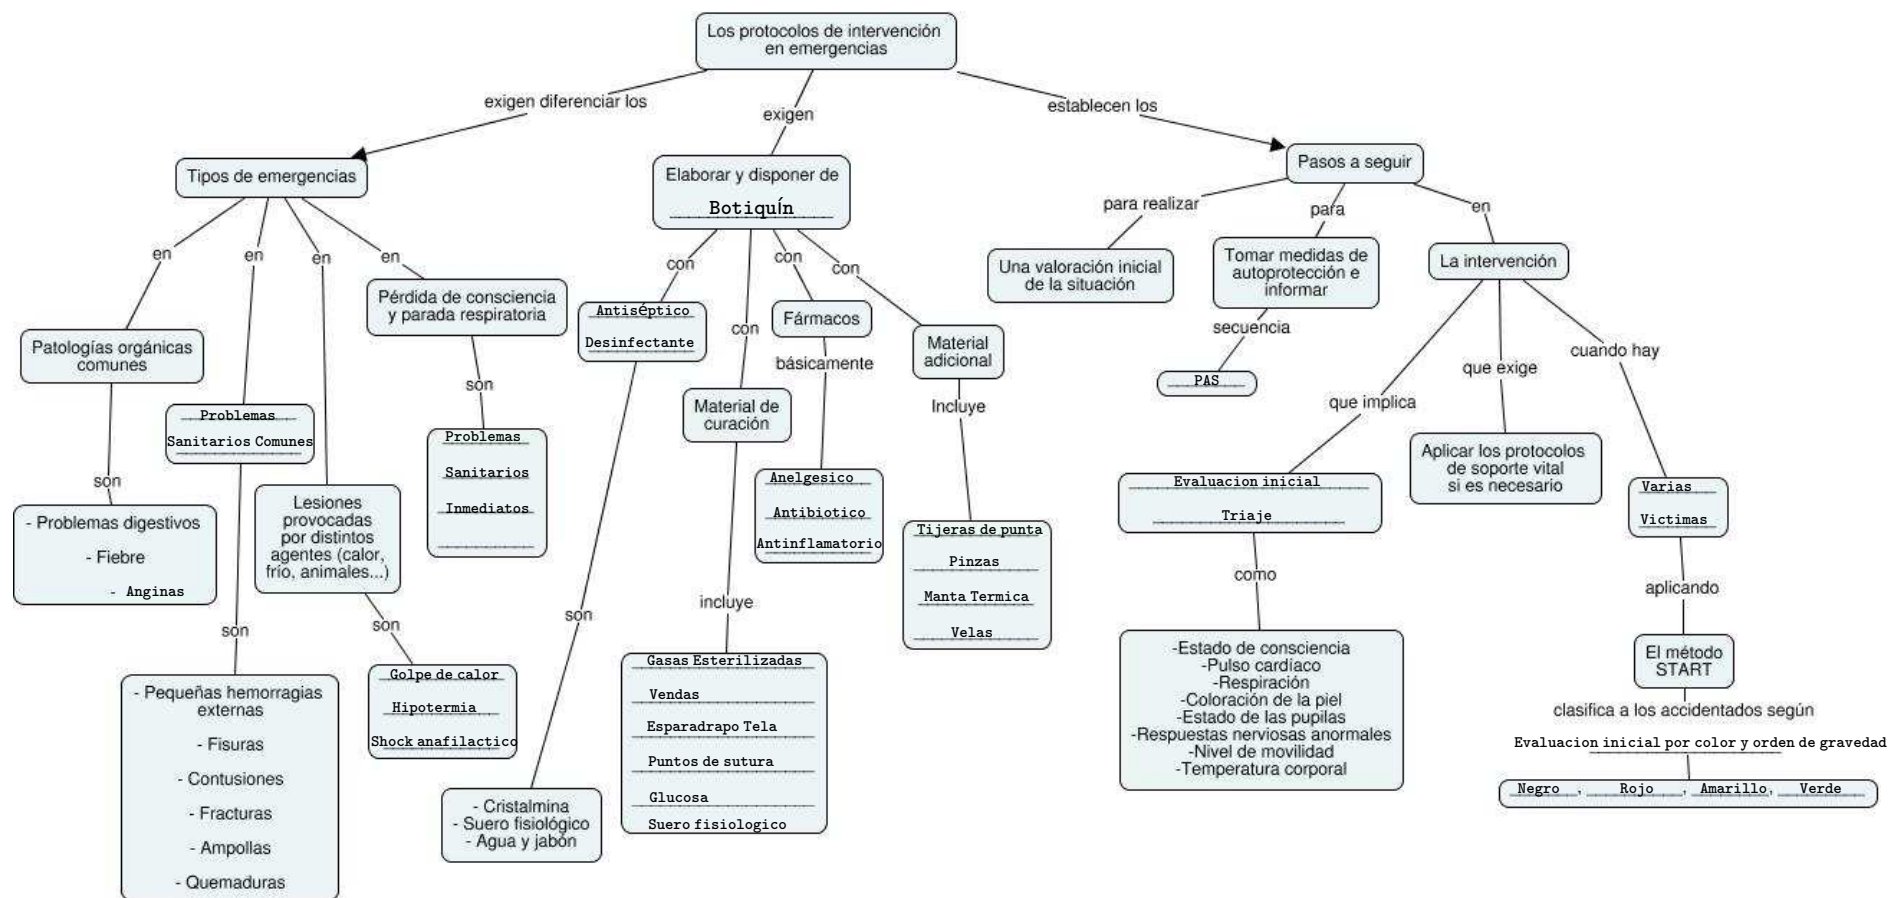 Los protocolos de intervención
en emergencias
exigen diferenciar los
exigen
establecen los
Tipos de emergencias
en
en
en
en
Patologías orgánicas
comunes
son
- Problemas digestivos
- Fiebre
- Anginas
Problemas
Sanitarios Comunes
son
- Pequeñas hemorragias
externas
- Fisuras
- Contusiones
- Fracturas
- Ampollas
- Quemaduras
Lesiones
provocadas
por distintos
agentes (calor,
frío, animales...)
son
Golpe de calor
Hipotermia
Shock anafilactico
Pérdida de consciencia
y parada respiratoria
son
Problemas
Sanitarios
Inmediatos
Elaborar y disponer de
Botiquín
con
con
con
con
Antiséptico
Desinfectante
son
- Cristalmina
- Suero fisiológico
- Agua y jabón
Material de
curación
incluye
Gasas Esterilizadas
Vendas
Esparadrapo Tela
Puntos de sutura
Glucosa
Suero fisiologico
Fármacos
básicamente
Anelgesico
Antibiotico
Antinflamatorio
Material
adicional
Incluye
Tijeras de punta
Pinzas
Manta Termica
Velas
Pasos a seguir
para realizar
para
en
Una valoración inicial
de la situación
Tomar medidas de
autoprotección e
informar
secuencia
PAS
La intervención
que implica
que exige
cuando hay
Evaluacion inicial
Triaje
como
-Estado de consciencia
-Pulso cardíaco
-Respiración
-Coloración de la piel
-Estado de las pupilas
-Respuestas nerviosas anormales
-Nivel de movilidad
-Temperatura corporal
Aplicar los protocolos
de soporte vital
si es necesario
Varias
Victimas
aplicando
El método
START
clasifica a los accidentados según
Evaluacion inicial por color y orden de gravedad
Negro, Rojo, Amarillo, Verde